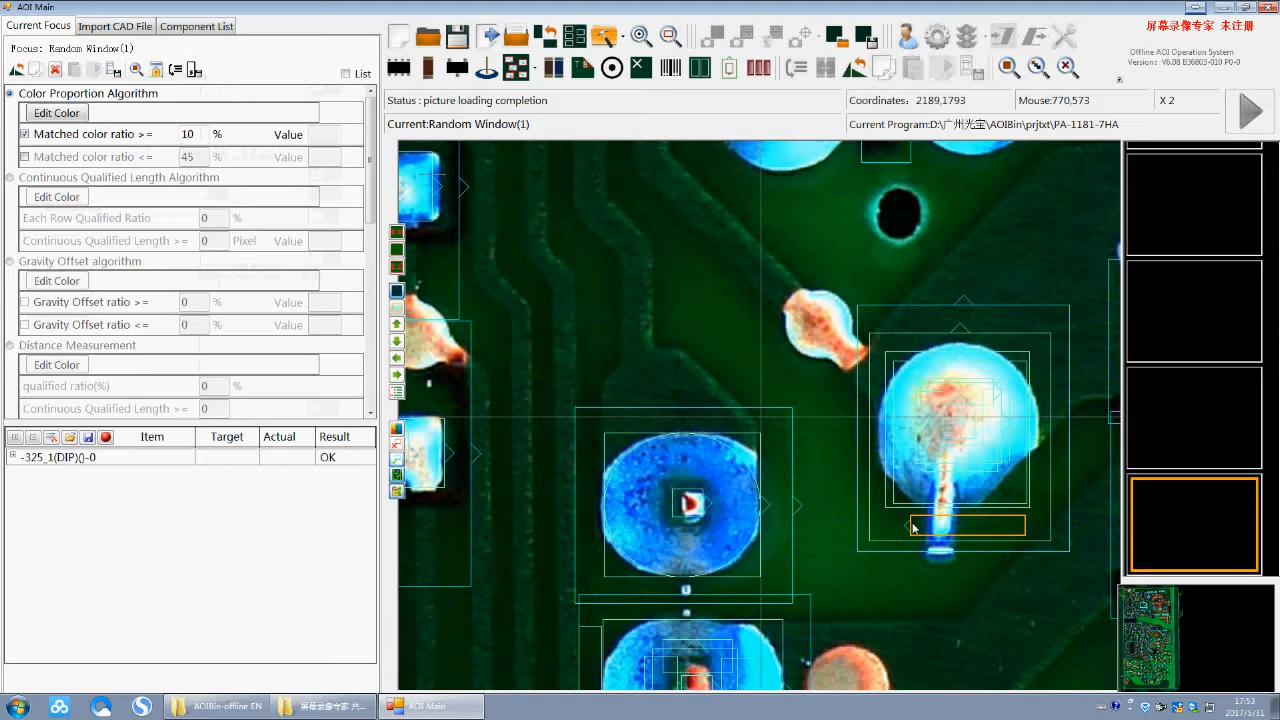 AOI Main
Current Focus
Import CAD File
Component List
屏幕录像专家 未注册
Focus: Random Window(1)
Offline AOI Operation System
Version: V6.08 B36803-010 P0-0
List
Color Proportion Algorithm
Edit Color
Matched color ratio >= 10 % Value
Matched color ratio <= 45 % Value
Continuous Qualified Length Algorithm
Edit Color
Each Row Qualified Ratio 0 %
Continuous Qualified Length >= 0 Pixel Value
Gravity Offset algorithm
Edit Color
Gravity Offset ratio >= 0 % Value
Gravity Offset ratio <= 0 % Value
Distance Measurement
Edit Color
qualified ratio(%) 0 %
Continuous Qualified Length >= 0
Status : picture loading completion
Coordinates: 2189,1793
Mouse:770,573
X 2
Current:Random Window(1)
Current Program:D:\广州光宝\AOIBin\prjtxt\PA-1181-7HA
Item Target Actual Result
-325_1(DIP)()-0 OK
AOIBin-offline EN
屏幕录像专家 共...
AOI Main
17:53
2017/5/31